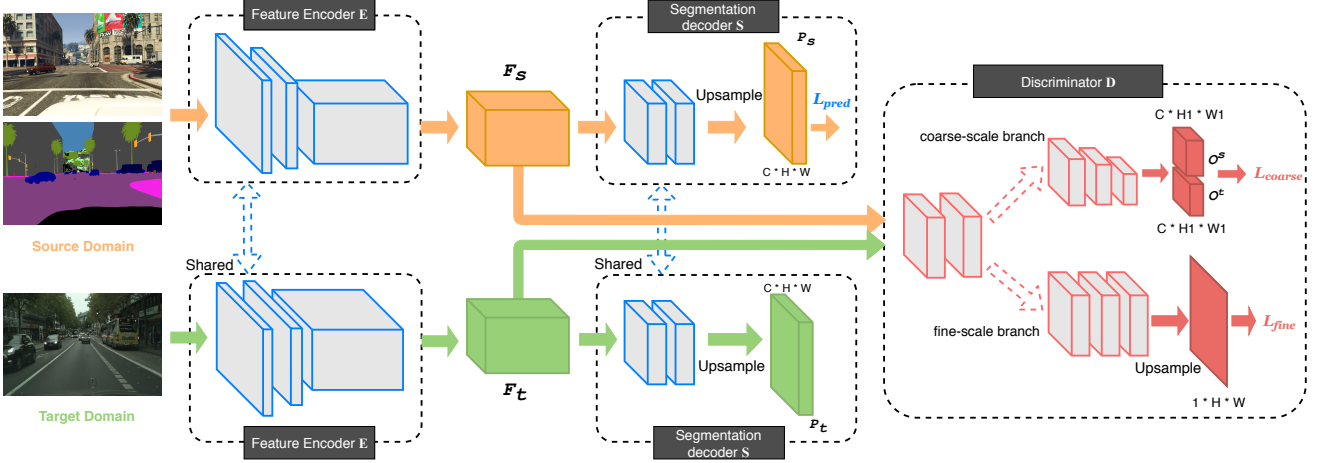 Feature Encoder E
Segmentation
decoder S
P_s
F_s
Upsample
L_pred
C * H * W
Discriminator D
C * H1 * W1
coarse-scale branch
O^s
O^t
L_coarse
C * H1 * W1
Source Domain
Shared
Shared
C * H * W
fine-scale branch
L_fine
Upsample
Upsample
1 * H * W
F_t
P_t
Target Domain
Feature Encoder E
Segmentation
decoder S